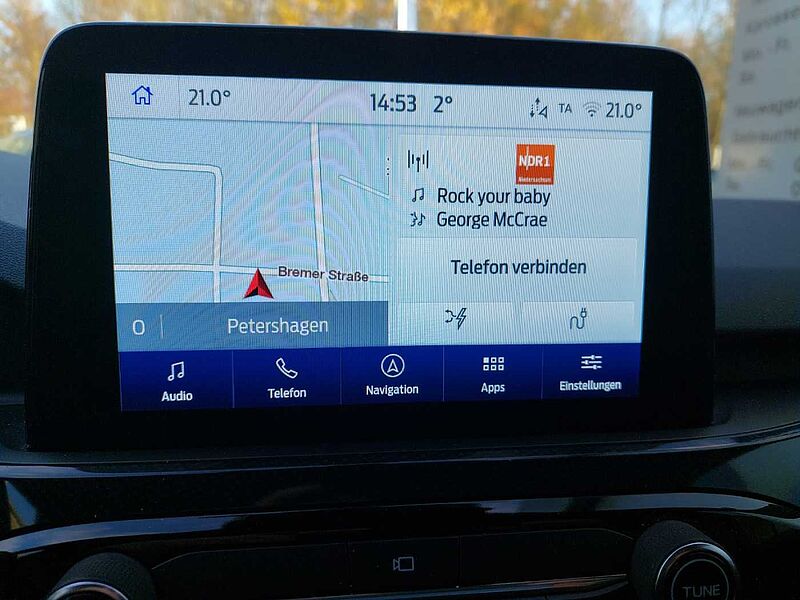 21.0°
14:53 2°
TA
21.0°
NDR1
Niedersachsen
Rock your baby
George McCrae
Telefon verbinden
Bremer Straße
0 Petershagen
Audio
Telefon
Navigation
Apps
Einstellungen
TUNE